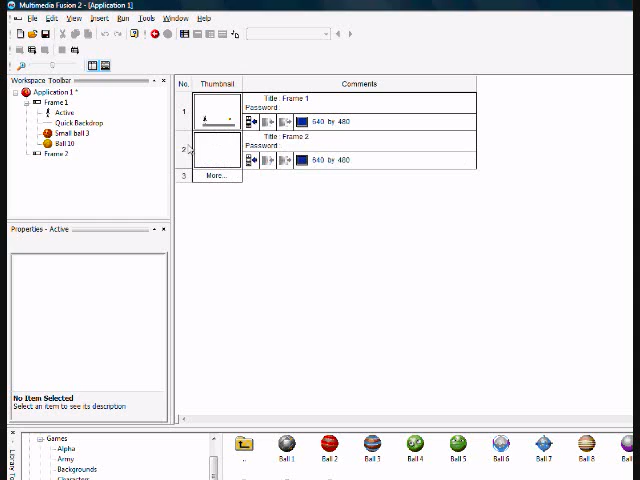 Multimedia Fusion 2 - [Application 1]
File Edit View Insert Run Tools Window Help
Workspace Toolbar
Application 1 *
Frame 1
Active
Quick Backdrop
Small ball 3
Ball 10
Frame 2
No. Thumbnail Comments
1 Title : Frame 1
Password:
640 by 480
2 Title : Frame 2
Password:
640 by 480
3 More...
Properties - Active
No Item Selected
Select an item to see its description
Games
Alpha
Army
Backgrounds
Characters
..
Ball 1
Ball 2
Ball 3
Ball 4
Ball 5
Ball 6
Ball 7
Ball 8
Ball